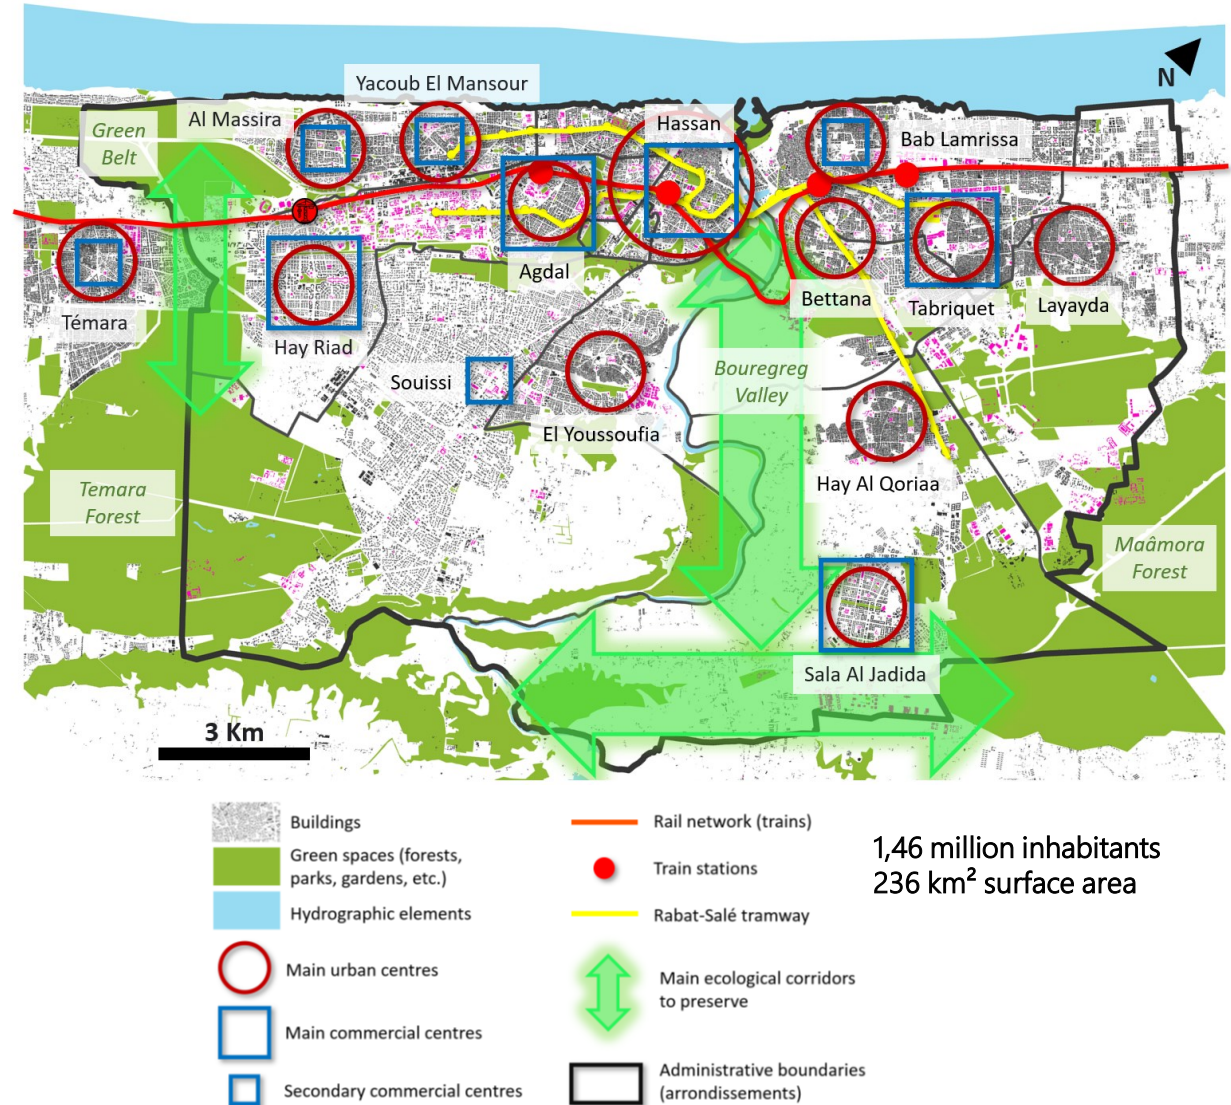 Yacoub El Mansour
N
Al Massira
Hassan
Green
Belt
Bab Lamrissa
Agdal
Bettana
Tabriquet
Layayda
Témara
Hay Riad
Souissi
Bouregreg
Valley
El Youssoufia
Hay Al Qoriaa
Temara
Forest
Maâmora
Forest
Sala Al Jadida
3 Km
Buildings
Green spaces (forests,
parks, gardens, etc.)
Hydrographic elements
Main urban centres
Main commercial centres
Secondary commercial centres
Rail network (trains)
Train stations
Rabat-Salé tramway
Main ecological corridors
to preserve
Administrative boundaries
(arrondissements)
1,46 million inhabitants
236 km² surface area